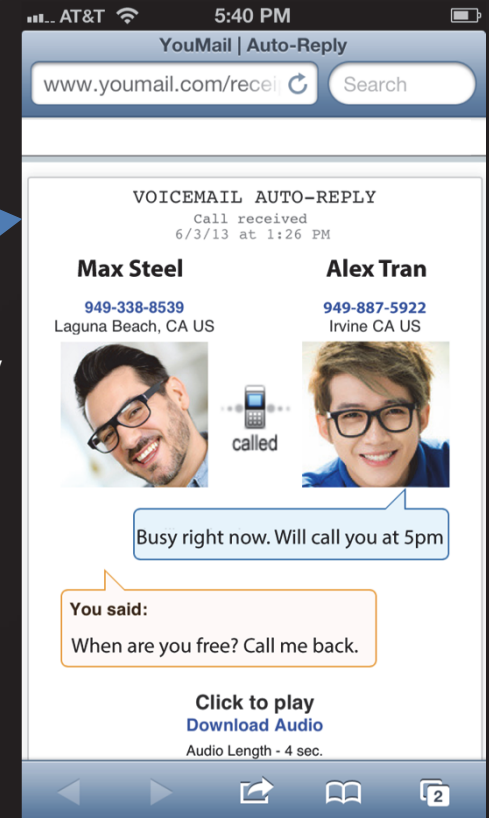 AT&T 5:40 PM
YouMail | Auto-Reply
www.youmail.com/recei Search
VOICEMAIL AUTO-REPLY
Call received
6/3/13 at 1:26 PM
Max Steel Alex Tran
949-338-8539 949-887-5922
Laguna Beach, CA US Irvine CA US
called
Busy right now. Will call you at 5pm
You said:
When are you free? Call me back.
Click to play
Download Audio
Audio Length - 4 sec.
2